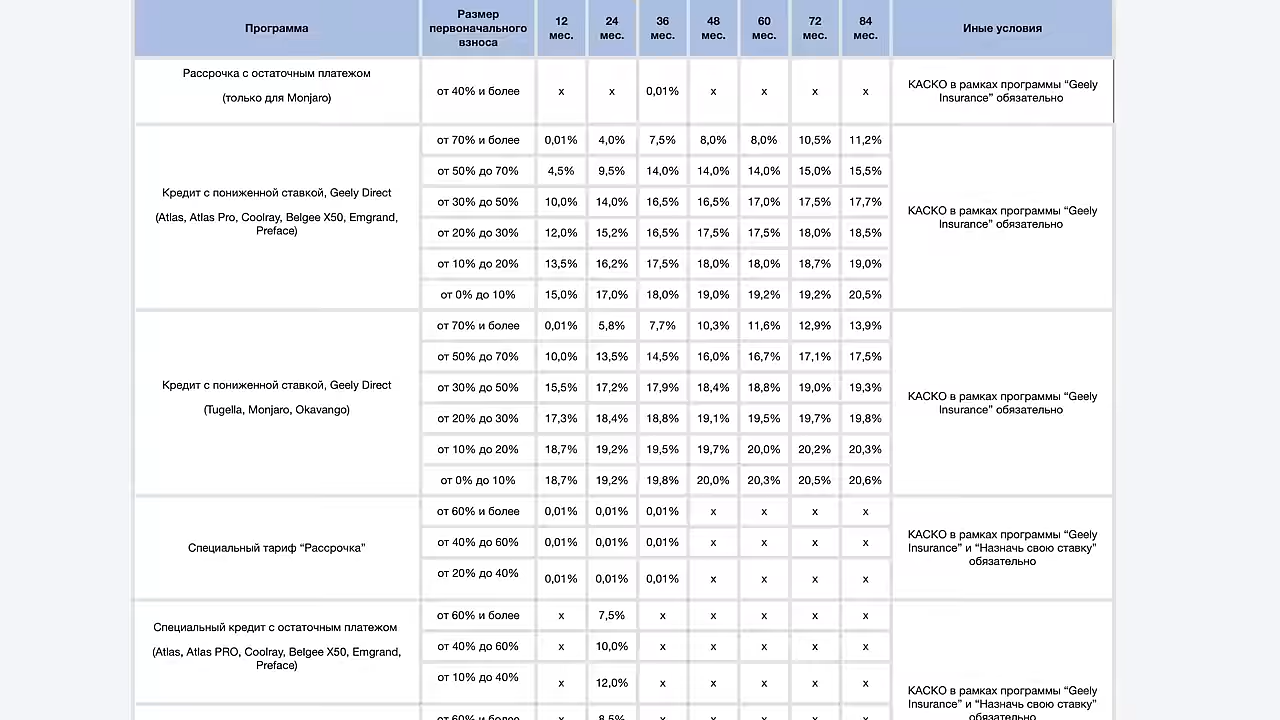 Программа
Размер
первоначального
взноса
12
мес.
24
мес.
36
мес.
48
мес.
60
мес.
72
мес.
84
мес.
Иные условия
Рассрочка с остаточным платежом
(только для Monjaro)
от 40% и более x x 0,01% x x x x
КАСКО в рамках программы “Geely
Insurance” обязательно
Кредит с пониженной ставкой, Geely Direct
(Atlas, Atlas Pro, Coolray, Belgee X50, Emgrand,
Preface)
от 70% и более 0,01% 4,0% 7,5% 8,0% 8,0% 10,5% 11,2%
от 50% до 70% 4,5% 9,5% 14,0% 14,0% 14,0% 15,0% 15,5%
от 30% до 50% 10,0% 14,0% 16,5% 16,5% 17,0% 17,5% 17,7%
от 20% до 30% 12,0% 15,2% 16,5% 17,5% 17,5% 18,0% 18,5%
от 10% до 20% 13,5% 16,2% 17,5% 18,0% 18,0% 18,7% 19,0%
от 0% до 10% 15,0% 17,0% 18,0% 19,0% 19,2% 19,2% 20,5%
КАСКО в рамках программы “Geely
Insurance” обязательно
Кредит с пониженной ставкой, Geely Direct
(Tugella, Monjaro, Okavango)
от 70% и более 0,01% 5,8% 7,7% 10,3% 11,6% 12,9% 13,9%
от 50% до 70% 10,0% 13,5% 14,5% 16,0% 16,7% 17,1% 17,5%
от 30% до 50% 15,5% 17,2% 17,9% 18,4% 18,8% 19,0% 19,3%
от 20% до 30% 17,3% 18,4% 18,8% 19,1% 19,5% 19,7% 19,8%
от 10% до 20% 18,7% 19,2% 19,5% 19,7% 20,0% 20,2% 20,3%
от 0% до 10% 18,7% 19,2% 19,8% 20,0% 20,3% 20,5% 20,6%
КАСКО в рамках программы “Geely
Insurance” обязательно
Специальный тариф “Рассрочка”
от 60% и более 0,01% 0,01% 0,01% x x x x
от 40% до 60% 0,01% 0,01% 0,01% x x x x
от 20% до 40% 0,01% 0,01% 0,01% x x x x
КАСКО в рамках программы “Geely
Insurance” и “Назначь свою ставку”
обязательно
Специальный кредит с остаточным платежом
(Atlas, Atlas PRO, Coolray, Belgee X50, Emgrand,
Preface)
от 60% и более x 7,5% x x x x x
от 40% до 60% x 10,0% x x x x x
от 10% до 40% x 12,0% x x x x x
от 60% и более x 8,5% x x x x x
КАСКО в рамках программы “Geely
Insurance” и “Назначь свою ставку”
обязательно